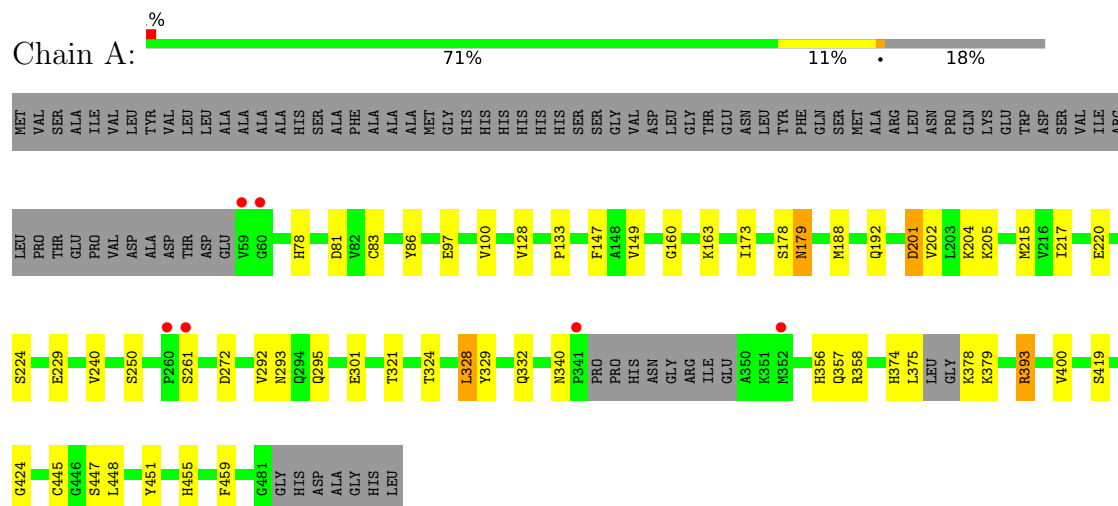 .%
Chain A:
71% 11% • 18%
MET VAL SER ALA ILE VAL LEU TYR VAL LEU LEU ALA ALA ALA ALA HIS SER ALA PHE ALA ALA ALA MET GLY HIS HIS HIS HIS HIS HIS SER SER GLY VAL ASP LEU GLY THR GLU ASN LEU TYR PHE GLN SER MET ALA ARG LEU ASN PRO GLN LYS GLU TRP ASP SER VAL ILE ARG
LEU PRO THR GLU PRO VAL ASP ALA ASP THR ASP GLU V59 G60 H78 D81 V82 C83 Y86 E97 V100 V128 P133 F147 A148 V149 G160 K163 I173 S178 N179 M188 Q192 D201 V202 L203 K204 K205 M215 V216 I217 E220
S224 E229 V240 S250 P260 S261 D272 V292 N293 Q294 Q295 E301 T321 T324 L328 Y329 Q332 N340 P341 PRO PRO HIS ASN GLY ARG ILE GLU A350 K351 M352 H356 Q357 R358 H374 L375 LEU GLY K378 K379 R393 V400 S419
G424 C445 G446 S447 L448 Y451 H455 F459 G481 GLY HIS ASP ALA GLY HIS LEU